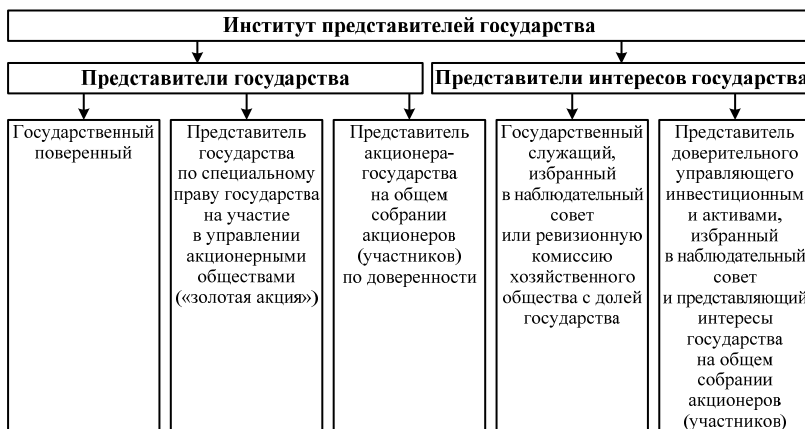 Институт представителей государства
Представители государства
Представители интересов государства
Государственный
поверенный
Представитель
государства
по специальному
праву государства
на участие
в управлении
акционерными
обществами
(«золотая акция»)
Представитель
акционера-
государства
на общем
собрании
акционеров
(участников)
по доверенности
Государственный
служащий,
избранный
в наблюдательный
совет
или ревизионную
комиссию
хозяйственного
общества с долей
государства
Представитель
доверительного
управляющего
инвестиционным
и активами,
избранный
в наблюдательный
совет
и представляющий
интересы
государства
на общем
собрании
акционеров
(участников)